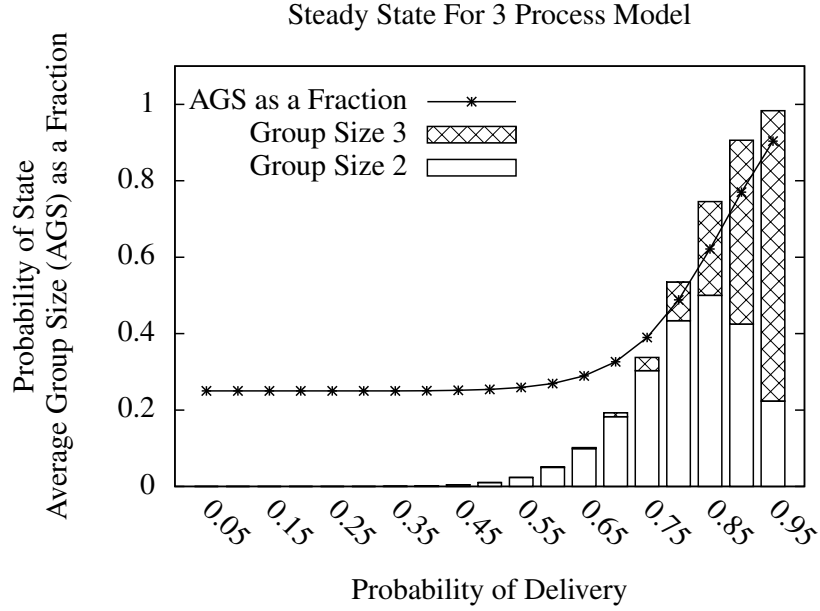 Steady State For 3 Process Model
Probability of State
Average Group Size (AGS) as a Fraction
1
0.8
0.6
0.4
0.2
0
AGS as a Fraction
Group Size 3
Group Size 2
0.05
0.15
0.25
0.35
0.45
0.55
0.65
0.75
0.85
0.95
Probability of Delivery